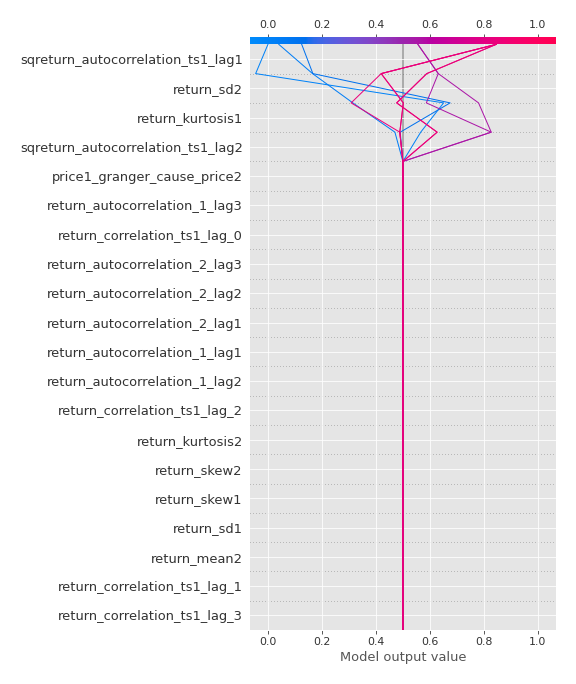 0.0 0.2 0.4 0.6 0.8 1.0
sqreturn_autocorrelation_ts1_lag1
return_sd2
return_kurtosis1
sqreturn_autocorrelation_ts1_lag2
price1_granger_cause_price2
return_autocorrelation_1_lag3
return_correlation_ts1_lag_0
return_autocorrelation_2_lag3
return_autocorrelation_2_lag2
return_autocorrelation_2_lag1
return_autocorrelation_1_lag1
return_autocorrelation_1_lag2
return_correlation_ts1_lag_2
return_kurtosis2
return_skew2
return_skew1
return_sd1
return_mean2
return_correlation_ts1_lag_1
return_correlation_ts1_lag_3
0.0 0.2 0.4 0.6 0.8 1.0
Model output value